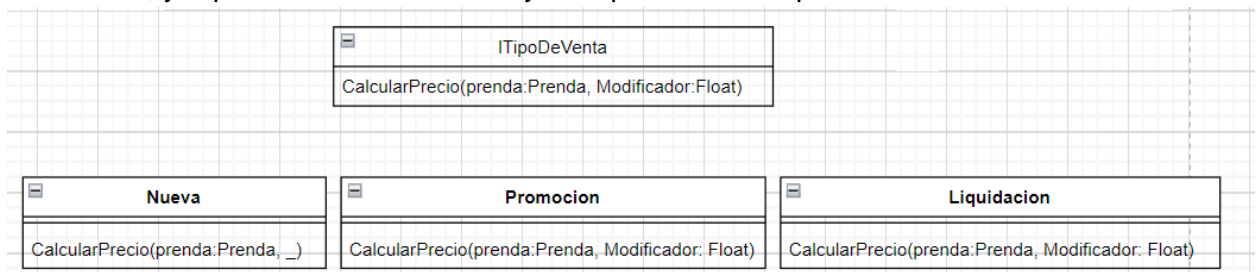 ITipoDeVenta
CalcularPrecio(prenda:Prenda, Modificador:Float)
Nueva
CalcularPrecio(prenda:Prenda, _)
Promocion
CalcularPrecio(prenda:Prenda, Modificador: Float)
Liquidacion
CalcularPrecio(prenda:Prenda, Modificador: Float)